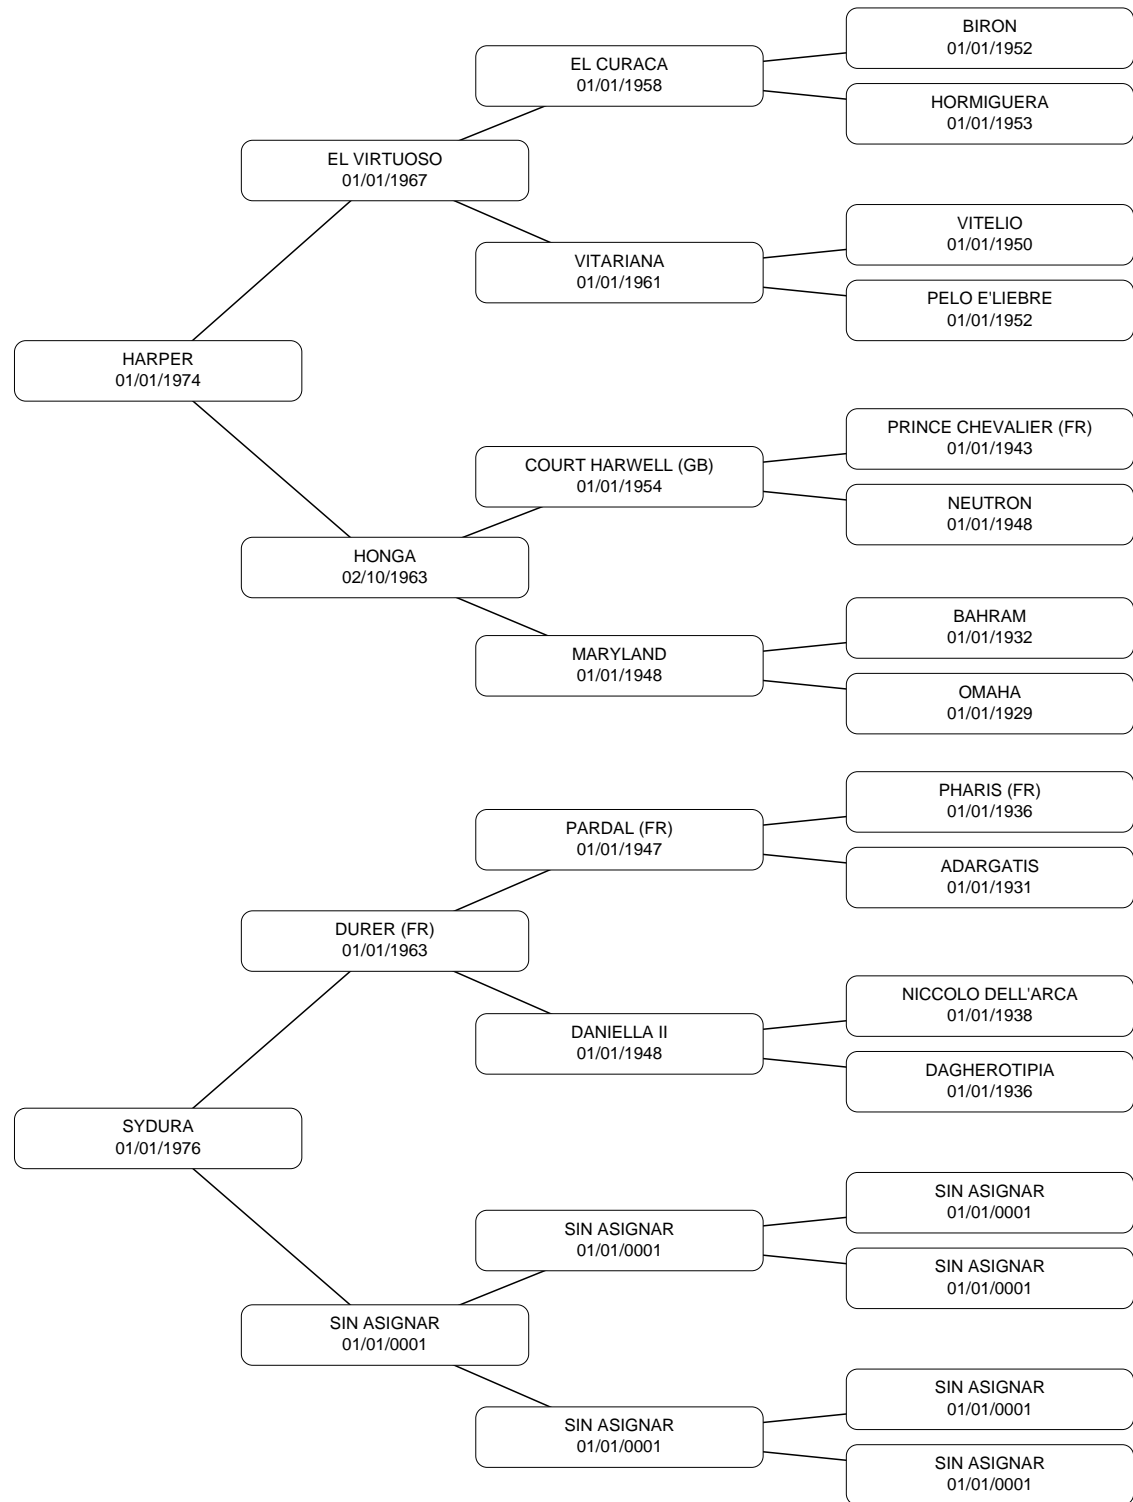 BIRON
01/01/1952
EL CURACA
01/01/1958
HORMIGUERA
01/01/1953
EL VIRTUOSO
01/01/1967
VITELIO
01/01/1950
VITARIANA
01/01/1961
PELO E'LIEBRE
01/01/1952
HARPER
01/01/1974
PRINCE CHEVALIER (FR)
01/01/1943
COURT HARWELL (GB)
01/01/1954
NEUTRON
01/01/1948
HONGA
02/10/1963
BAHRAM
01/01/1932
MARYLAND
01/01/1948
OMAHA
01/01/1929
PHARIS (FR)
01/01/1936
PARDAL (FR)
01/01/1947
ADARGATIS
01/01/1931
DURER (FR)
01/01/1963
NICCOLO DELL'ARCA
01/01/1938
DANIELLA II
01/01/1948
DAGHEROTIPIA
01/01/1936
SYDURA
01/01/1976
SIN ASIGNAR
01/01/0001
SIN ASIGNAR
01/01/0001
SIN ASIGNAR
01/01/0001
SIN ASIGNAR
01/01/0001
SIN ASIGNAR
01/01/0001
SIN ASIGNAR
01/01/0001
SIN ASIGNAR
01/01/0001